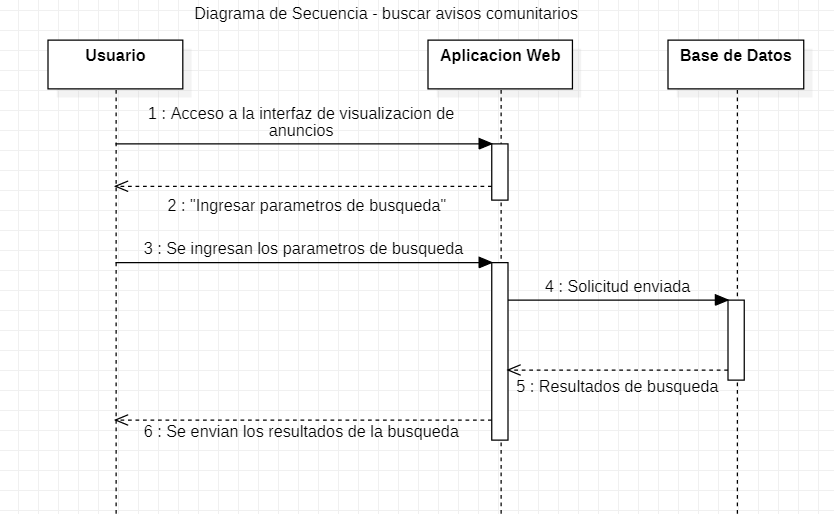 Diagrama de Secuencia - buscar avisos comunitarios
Usuario
Aplicacion Web
Base de Datos
1 : Acceso a la interfaz de visualizacion de
anuncios
2 : "Ingresar parametros de busqueda"
3 : Se ingresan los parametros de busqueda
4 : Solicitud enviada
5 : Resultados de busqueda
6 : Se envian los resultados de la busqueda